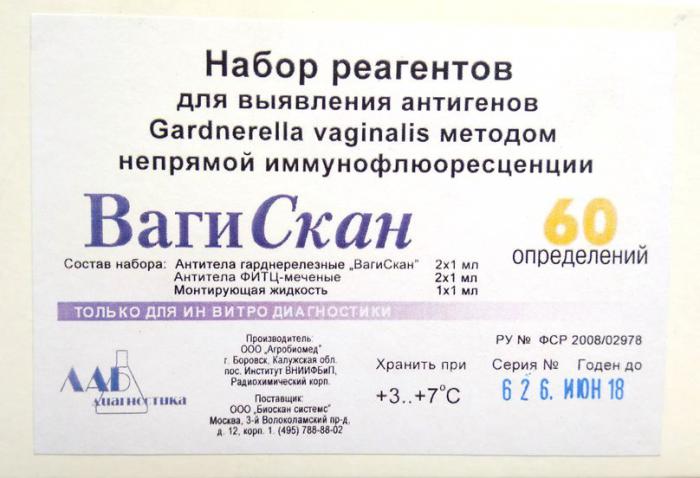 Набор реагентов
для выявления антигенов
Gardnerella vaginalis методом
непрямой иммунофлюоресценции
ВагиСкан
60
определений
Состав набора: Антитела гарднерелезные „ВагиСкан" 2x1 мл
Антитела ФИТЦ-меченые 2x1 мл
Монтирующая жидкость 1x1 мл
ТОЛЬКО ДЛЯ ИН ВИТРО ДИАГНОСТИКИ
ЛАБ
диагностика
Производитель:
ООО „Агробиомед"
г. Боровск, Калужская обл.
пос. Институт ВНИИФБиП,
Радиохимический корп.
Поставщик:
ООО „Биоскан системс"
Москва, 3-й Волоколамский пр-д,
д. 12, корп. 1. (495) 788-88-02
Хранить при
+3..+7°С
РУ № ФСР 2008/02978
Серия № Годен до
6 2 6. ИЮН 18